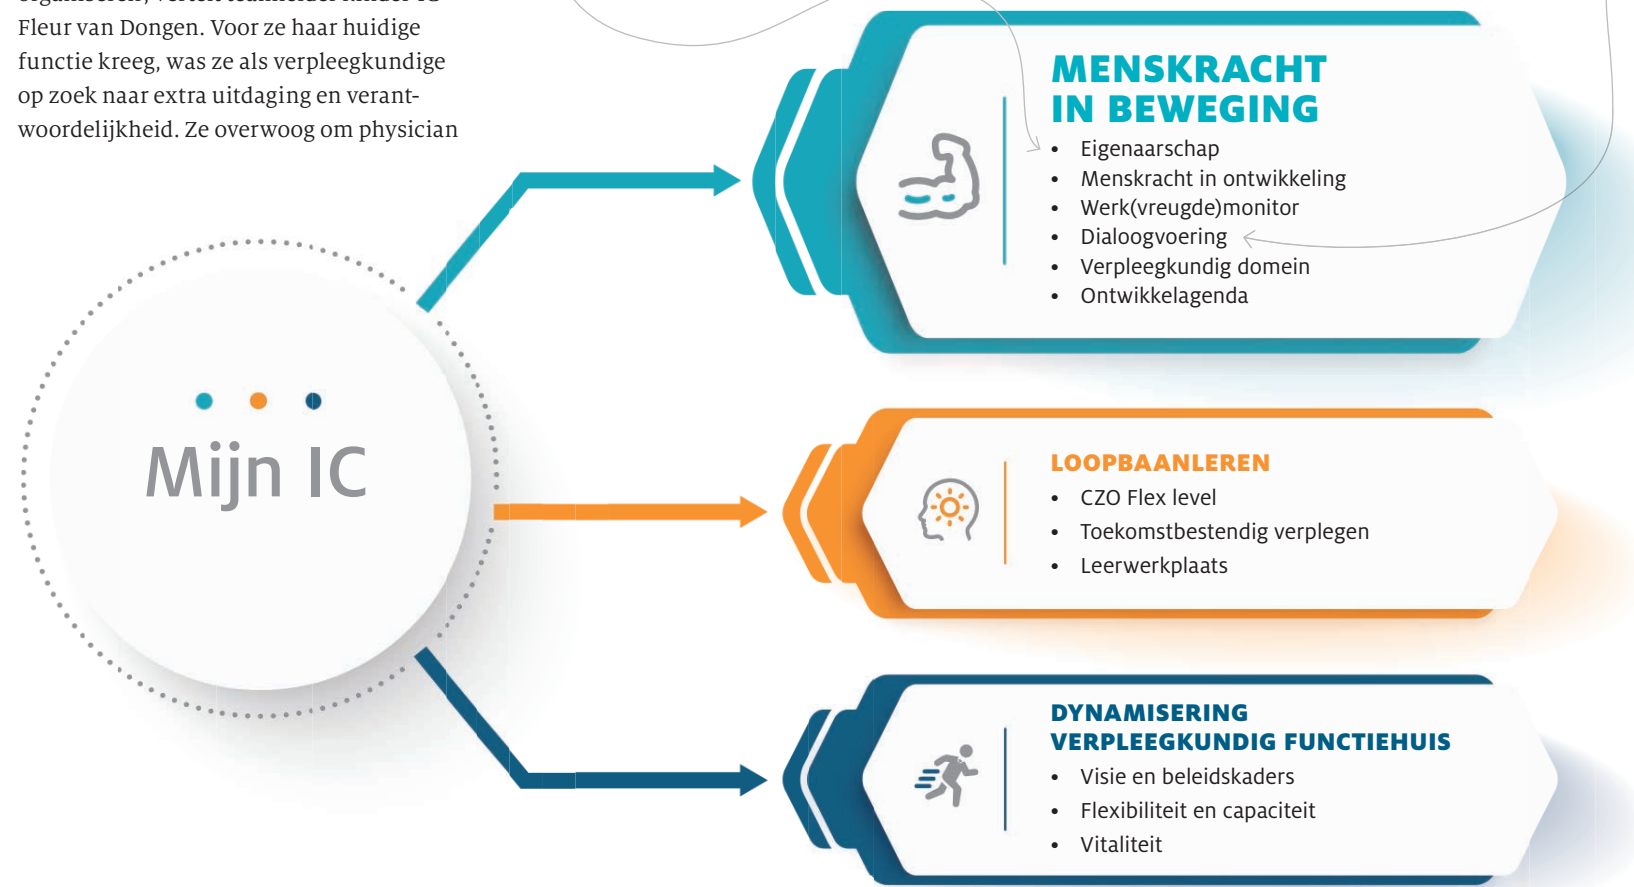 Fleur van Dongen. Voor ze haar huidige
functie kreeg, was ze als verpleegkundige
op zoek naar extra uitdaging en verant-
woordelijkheid. Ze overwoog om physician
Mijn IC
MENSKRACHT
IN BEWEGING
• Eigenaarschap
• Menskracht in ontwikkeling
• Werk(vreugde)monitor
• Dialoogvoering
• Verpleegkundig domein
• Ontwikkelagenda
LOOPBAANLEREN
• CZO Flex level
• Toekomstbestendig verplegen
• Leerwerkplaats
DYNAMISERING
VERPLEEGKUNDIG FUNCTIEHUIS
• Visie en beleidskaders
• Flexibiliteit en capaciteit
• Vitaliteit